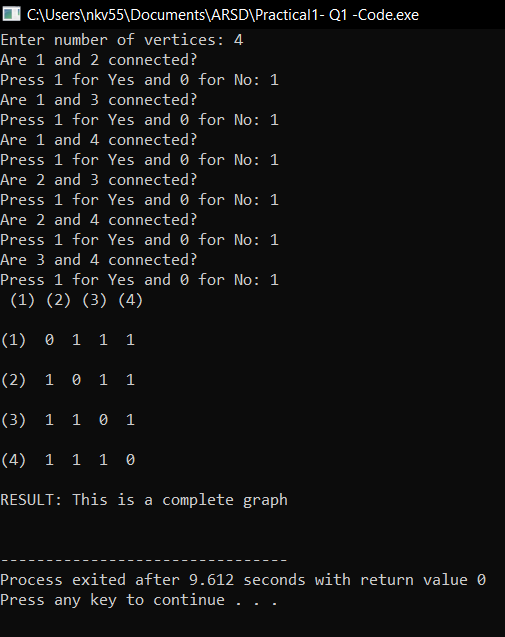 C:\Users\nkv55\Documents\ARSD\Practical1- Q1 -Code.exe
Enter number of vertices: 4
Are 1 and 2 connected?
Press 1 for Yes and 0 for No: 1
Are 1 and 3 connected?
Press 1 for Yes and 0 for No: 1
Are 1 and 4 connected?
Press 1 for Yes and 0 for No: 1
Are 2 and 3 connected?
Press 1 for Yes and 0 for No: 1
Are 2 and 4 connected?
Press 1 for Yes and 0 for No: 1
Are 3 and 4 connected?
Press 1 for Yes and 0 for No: 1
 (1) (2) (3) (4)
(1)  0  1  1  1
(2)  1  0  1  1
(3)  1  1  0  1
(4)  1  1  1  0
RESULT: This is a complete graph
--------------------------------
Process exited after 9.612 seconds with return value 0
Press any key to continue . . .